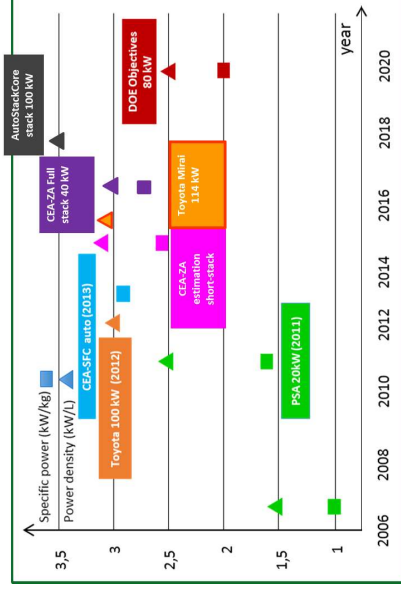 Specific power (kW/kg)
Power density (kW/L)
AutoStackCore
stack 100 kW
CEA-ZA Full
stack 40 kW
DOE Objectives
80 kW
CEA-SFC auto (2013)
Toyota 100 kW (2012)
Toyota Mirai
114 kW
CEA-ZA
estimation
short-stack
PSA 20kW (2011)
3,5
3
2,5
2
1,5
1
2006
2008
2010
2012
2014
2016
2018
2020
year